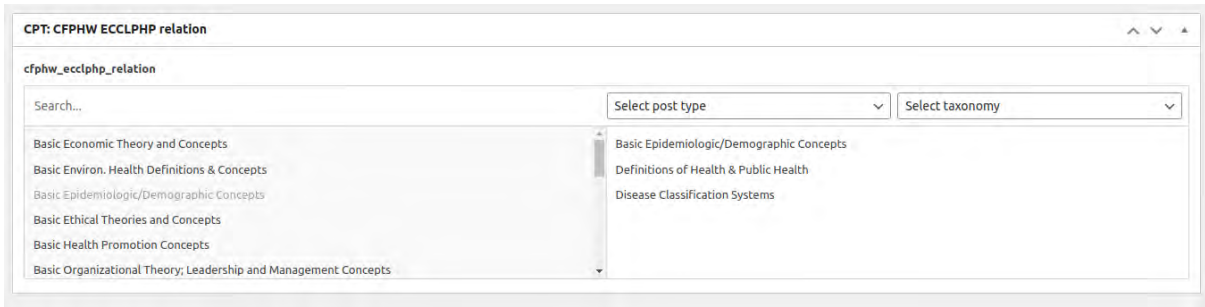 CPT: CFPHW ECCLPHP relation
cfphw_ecclphp_relation
Search...
Select post type
Select taxonomy
Basic Economic Theory and Concepts
Basic Environ. Health Definitions & Concepts
Basic Epidemiologic/Demographic Concepts
Basic Ethical Theories and Concepts
Basic Health Promotion Concepts
Basic Organizational Theory; Leadership and Management Concepts
Basic Epidemiologic/Demographic Concepts
Definitions of Health & Public Health
Disease Classification Systems